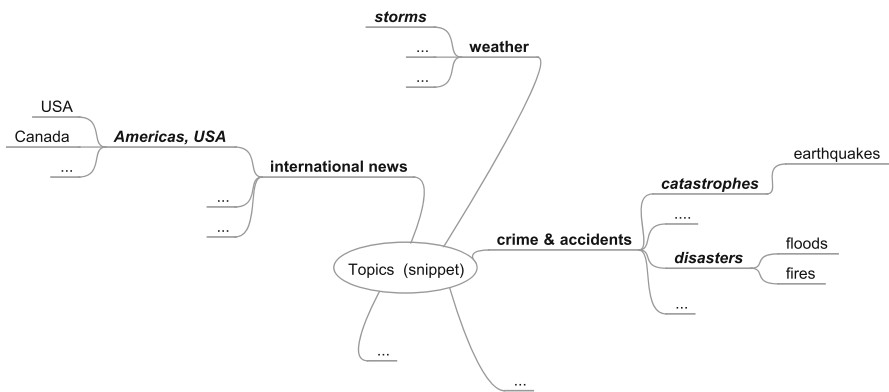 storms
...
weather
...
USA
Canada
Americas, USA
...
international news
...
...
earthquakes
catastrophes
....
crime & accidents
floods
disasters
fires
...
Topics (snippet)
...
...